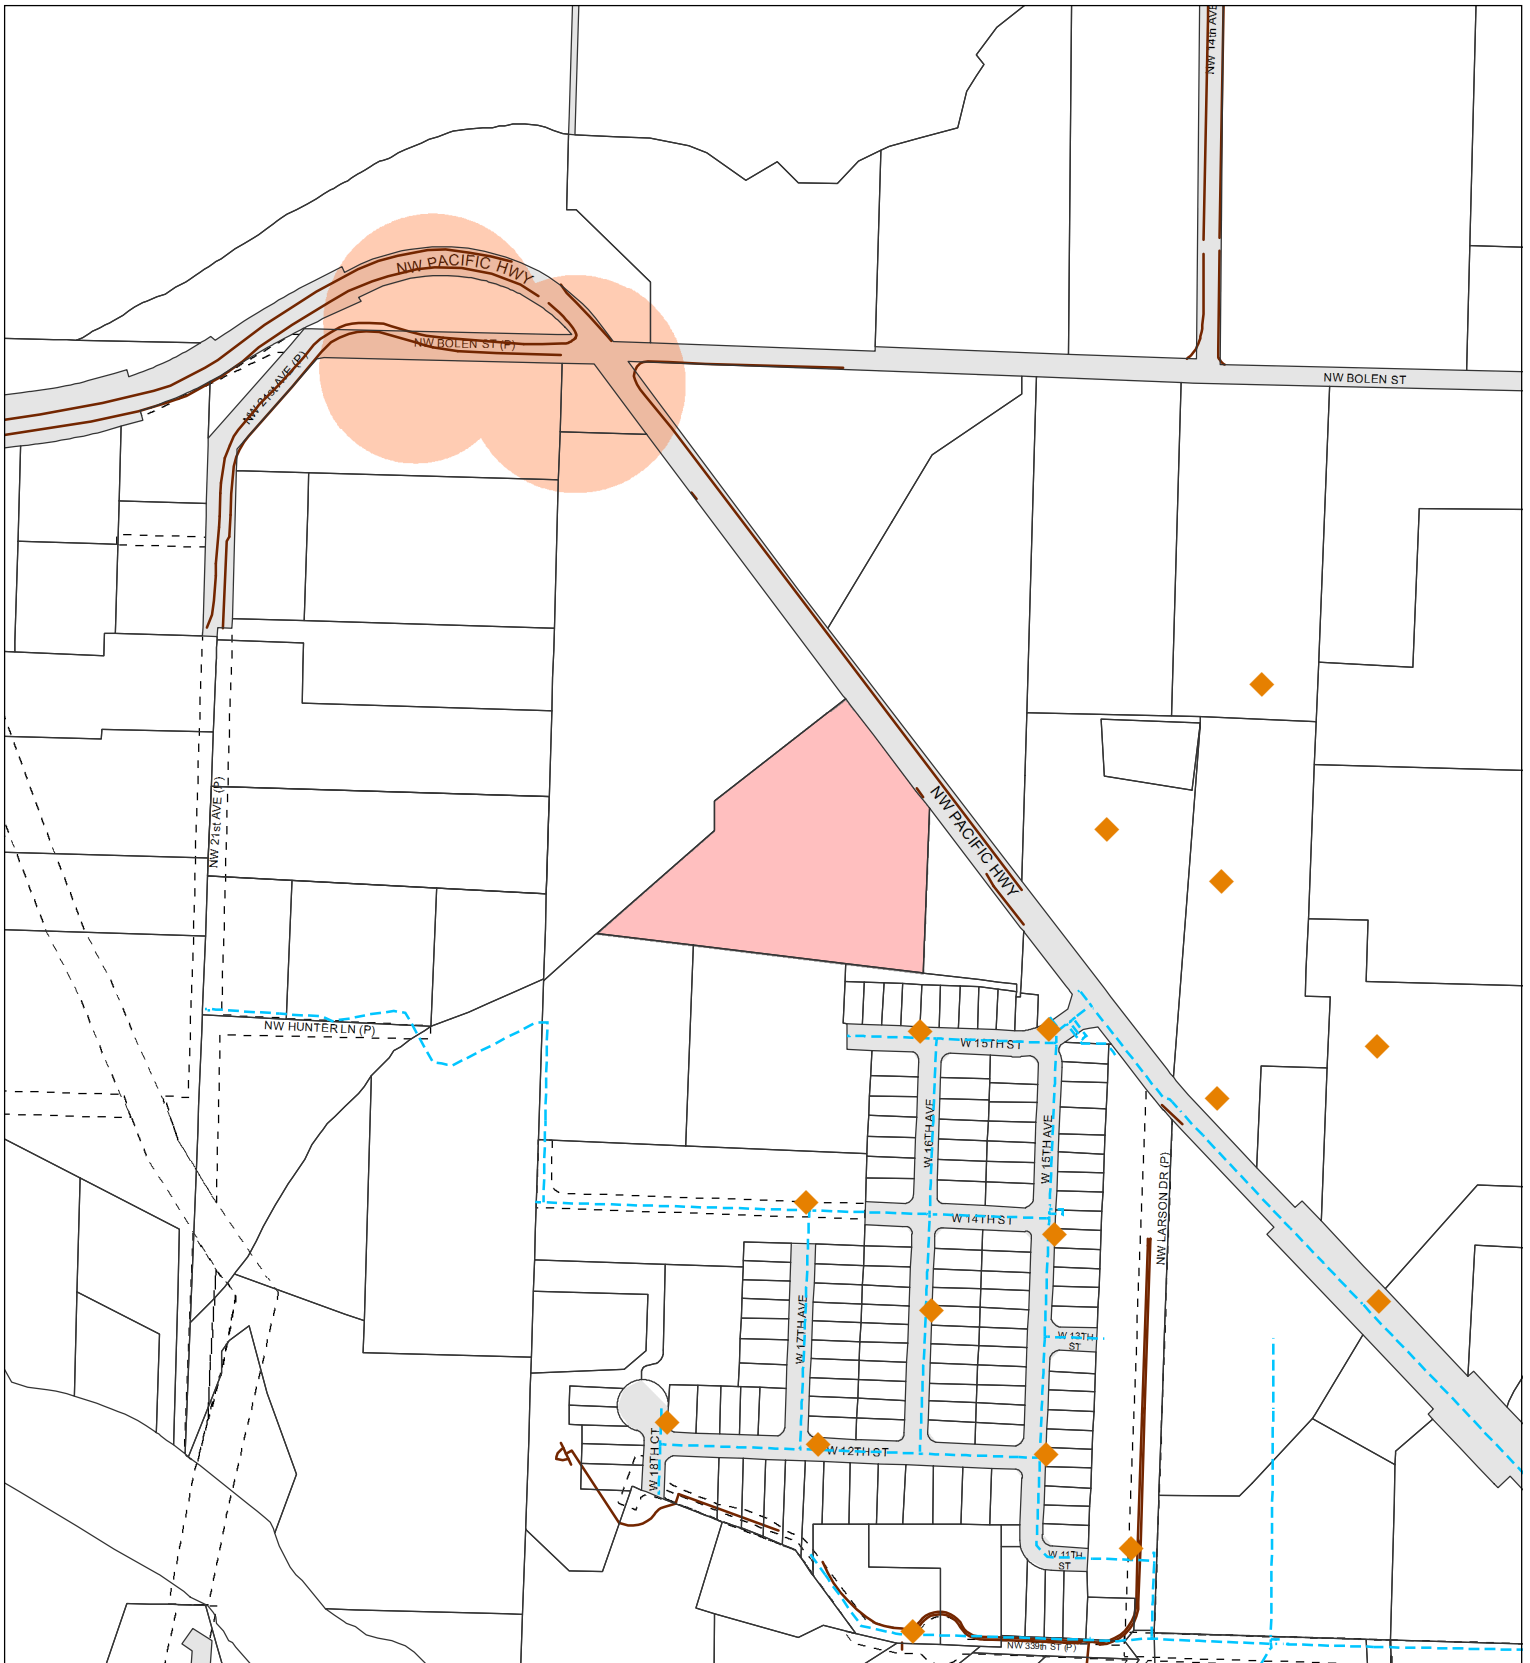 NW 14th AVE
NW PACIFIC HWY
NW BOLEN ST (P)
NW BOLEN ST
NW 21st AVE (P)
NW 21st AVE (P)
NW PACIFIC HWY
NW HUNTER LN (P)
W 15TH ST
W 16TH AVE
W 15TH AVE
NW LARSON DR (P)
W 14TH ST
W 17TH AVE
W 13TH
ST
W 18TH CT
W 12TH ST
W 11TH
ST
NW 339th ST (P)